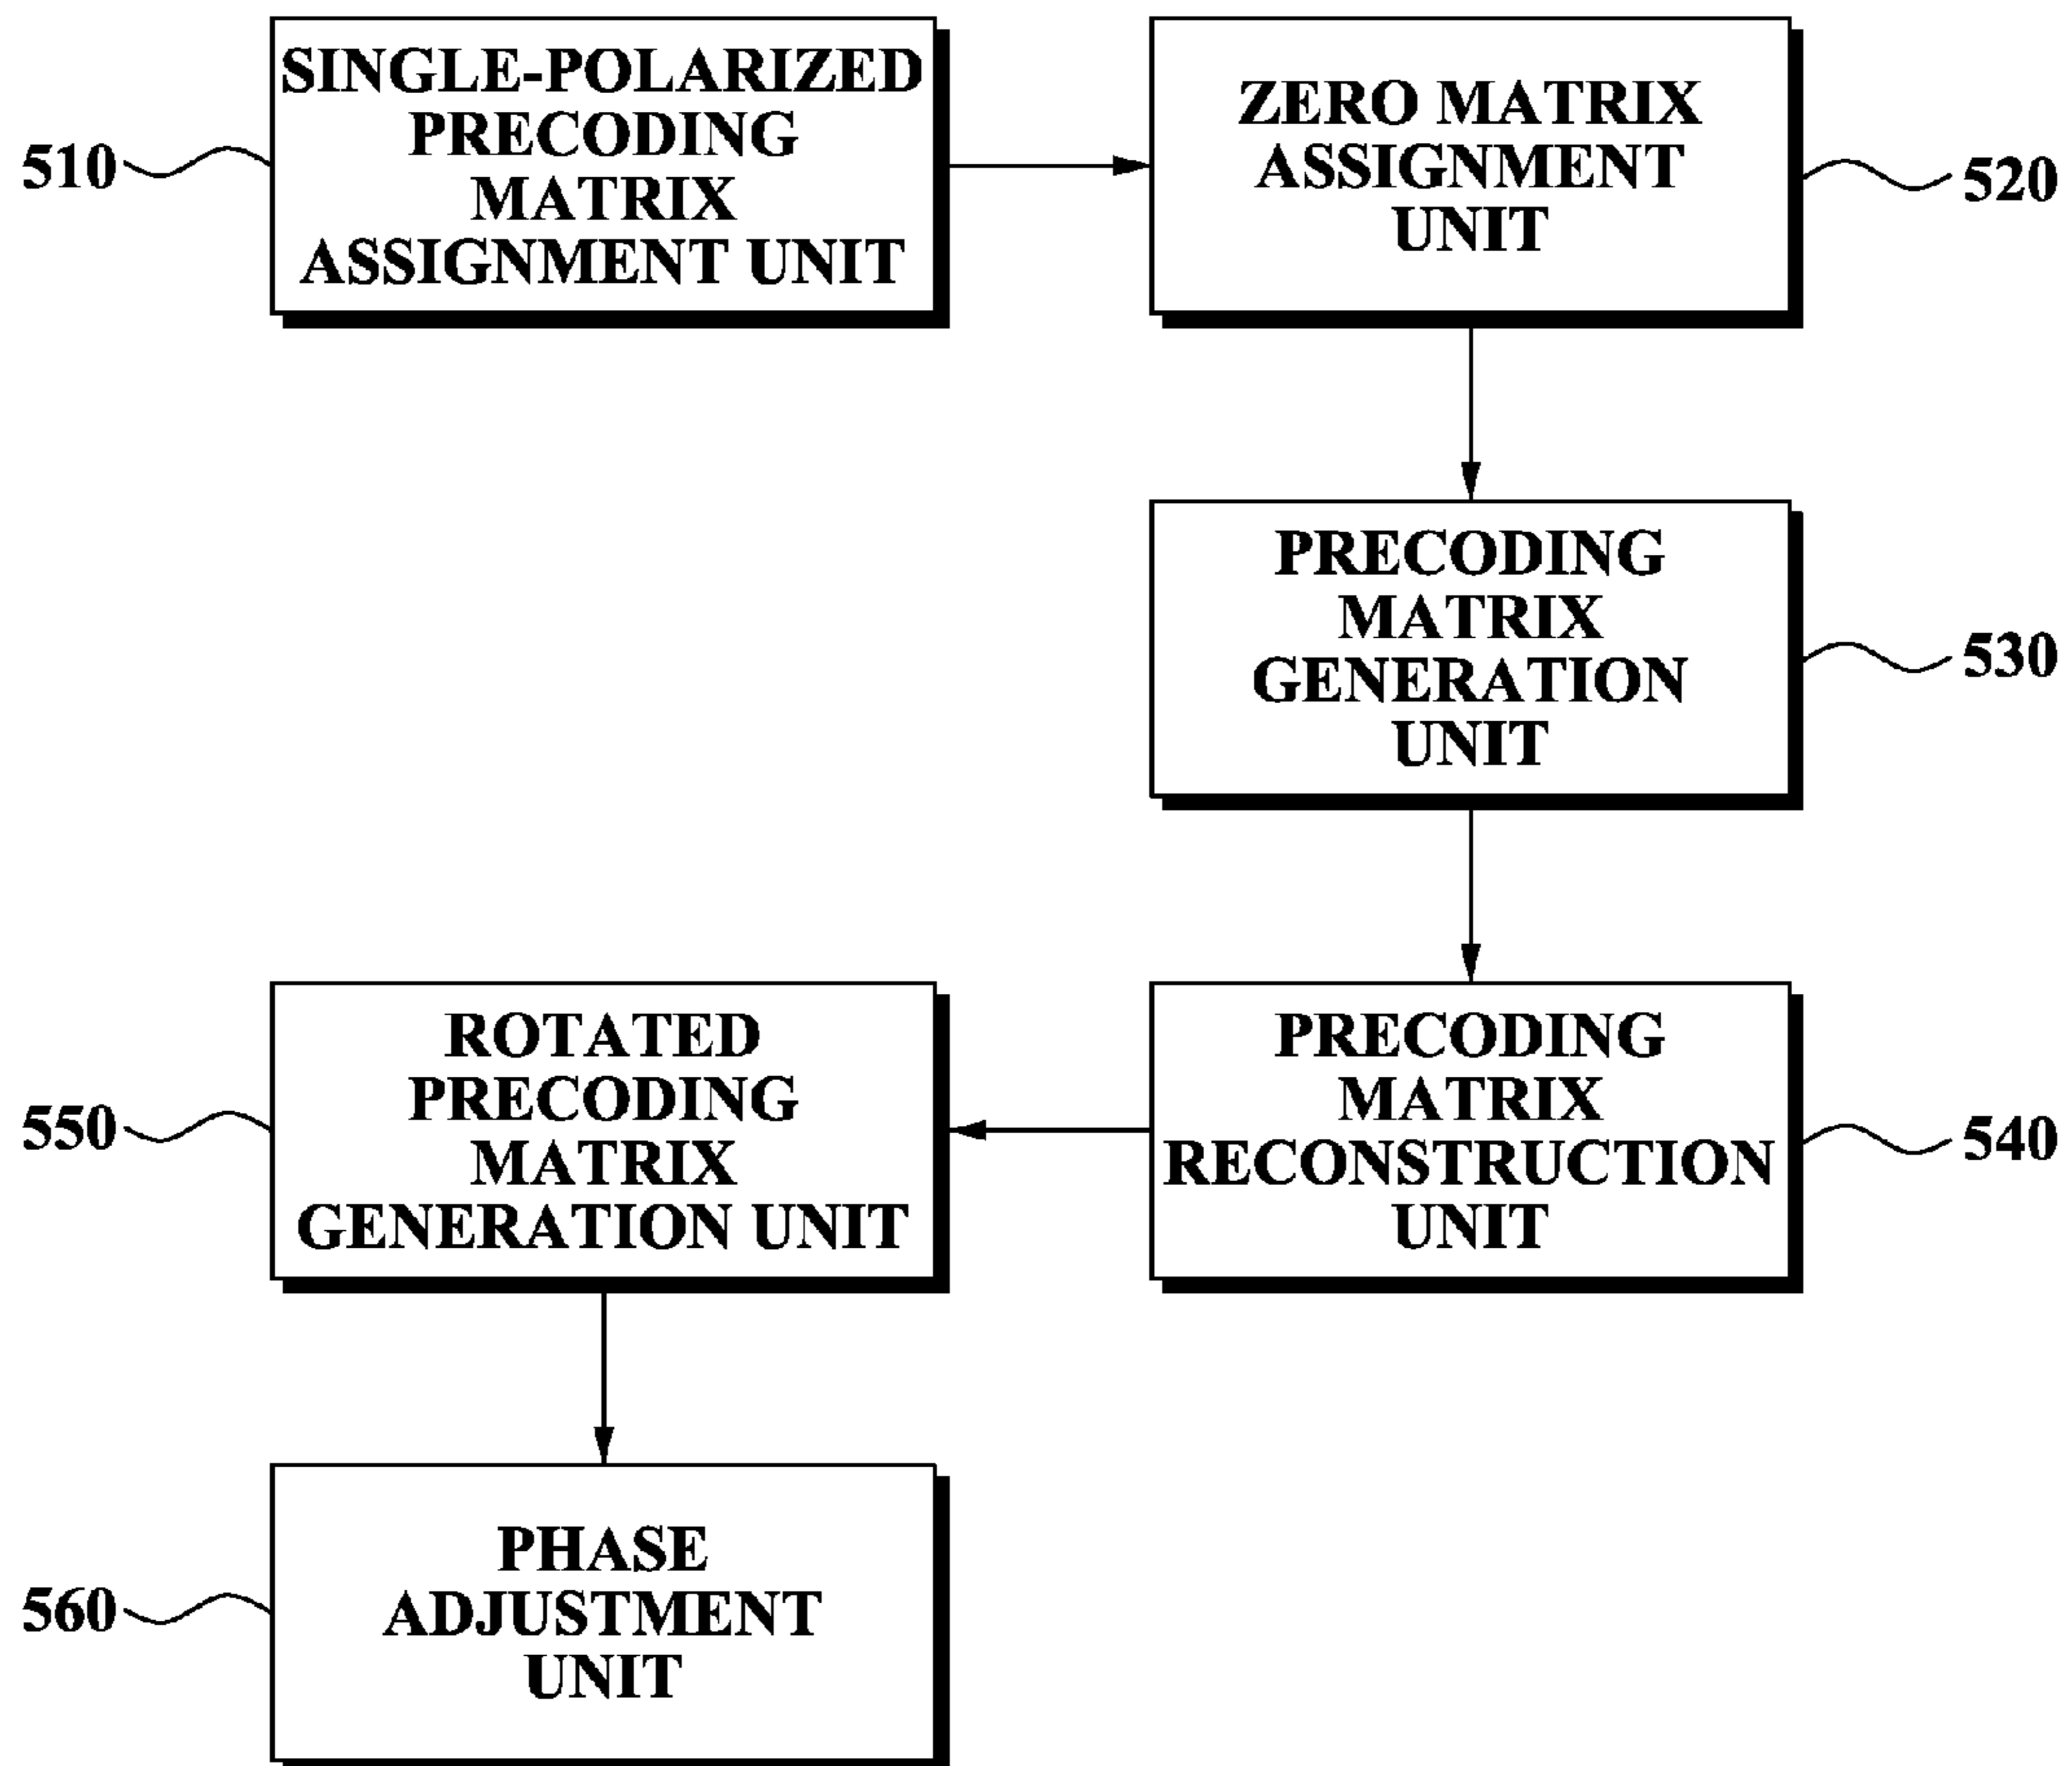 SINGLE-POLARIZED
PRECODING
MATRIX
ASSIGNMENT UNIT
510
ZERO MATRIX
ASSIGNMENT
UNIT
520
PRECODING
MATRIX
GENERATION
UNIT
530
PRECODING
MATRIX
RECONSTRUCTION
UNIT
540
ROTATED
PRECODING
MATRIX
GENERATION UNIT
550
PHASE
ADJUSTMENT
UNIT
560